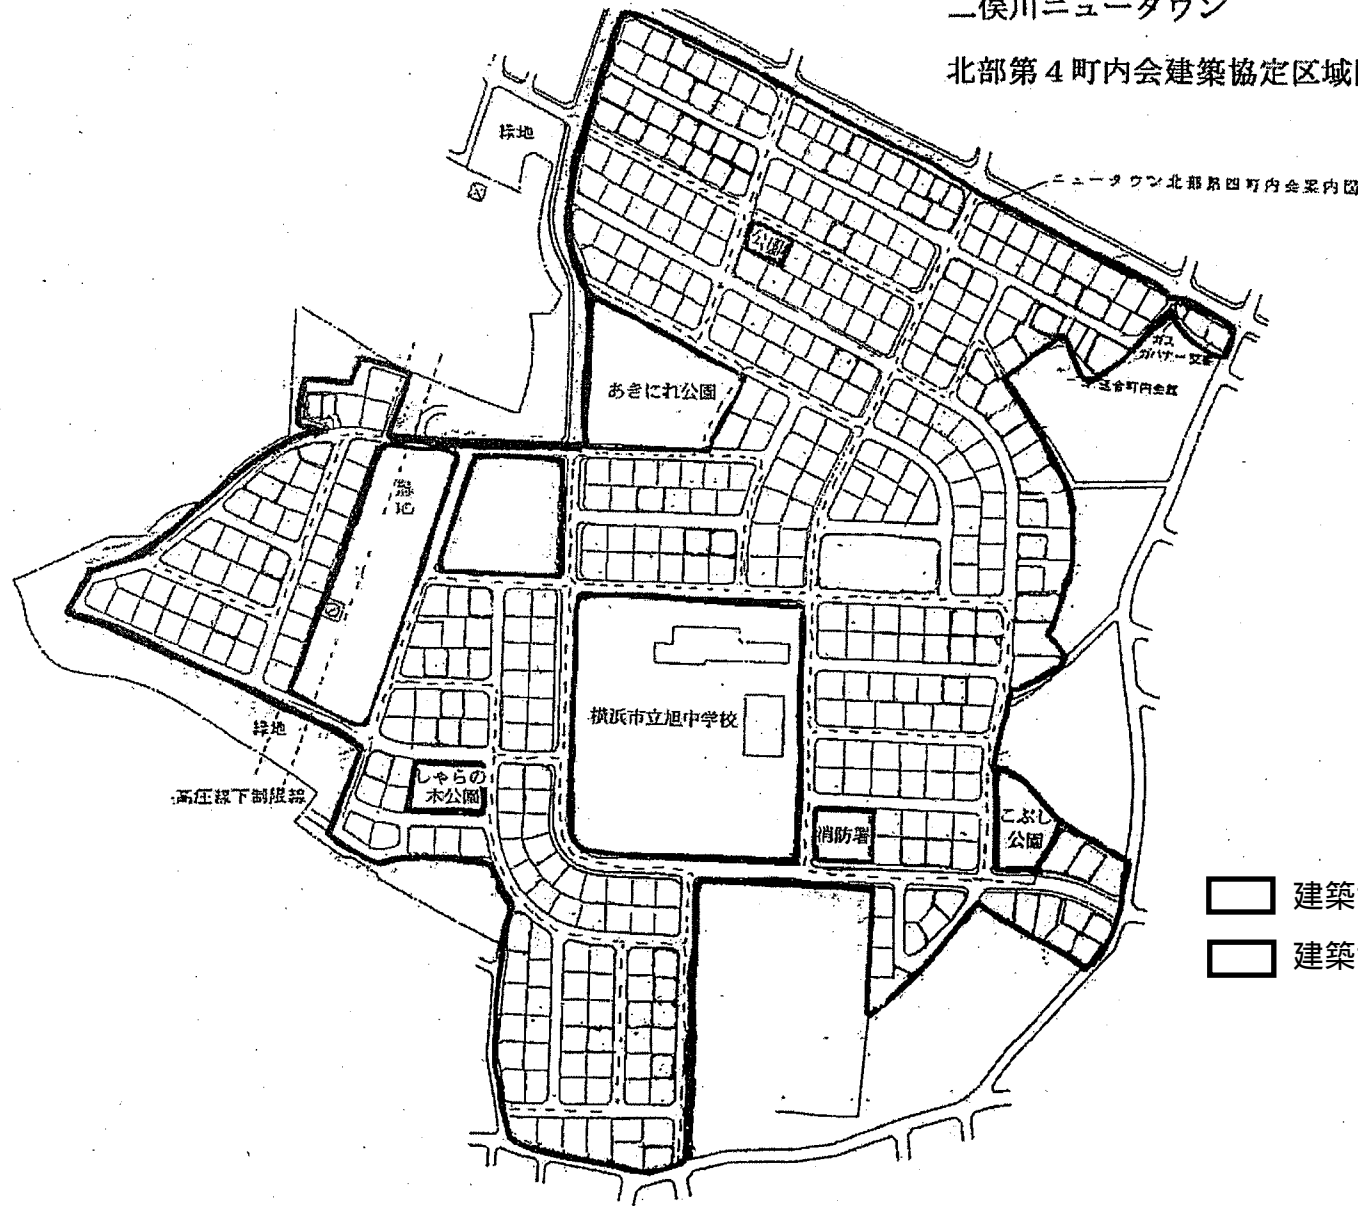 二俣川ニュータウン
北部第4町内会建築協定区域
緑地
ニュータウン北部第四町内会案内図
公園
ガス
ガバナー
あきにれ公園
連合町内会館
緑地
横浜市立旭中学校
緑地
しゃらの
木公園
高圧線下制限線
消防署
こぶし
公園
建築
建築